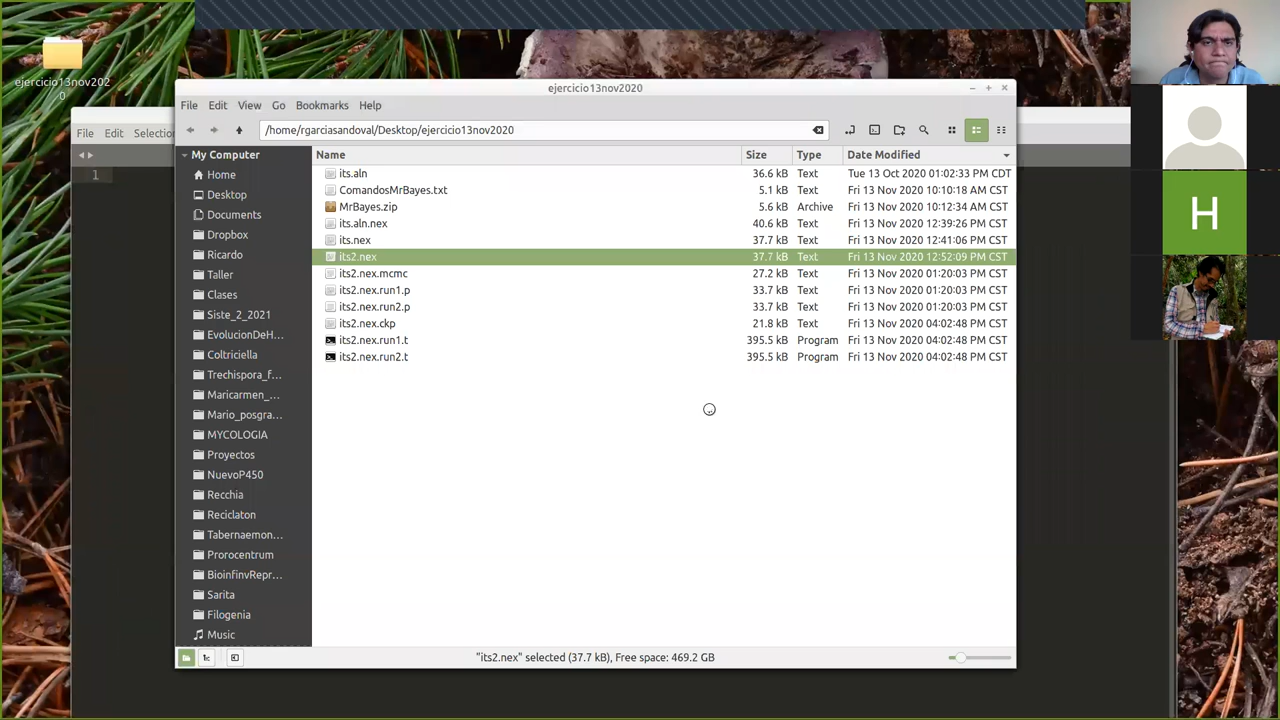 ejercicio13nov202
0
ejercicio13nov2020
File Edit View Go Bookmarks Help
/home/rgarciasandoval/Desktop/ejercicio13nov2020
File Edit Selection
1
My Computer
Home
Desktop
Documents
Dropbox
Ricardo
Taller
Clases
Siste_2_2021
EvolucionDeH...
Coltriciella
Trechispora_f...
Maricarmen_...
Mario_posgra...
MYCOLOGIA
Proyectos
NuevoP450
Recchia
Reciclaton
Tabernaemon...
Prorocentrum
BioinfinvRepr...
Sarita
Filogenia
Music
Name Size Type Date Modified
its.aln 36.6 kB Text Tue 13 Oct 2020 01:02:33 PM CDT
ComandosMrBayes.txt 5.1 kB Text Fri 13 Nov 2020 10:10:18 AM CST
MrBayes.zip 5.6 kB Archive Fri 13 Nov 2020 10:12:34 AM CST
its.aln.nex 40.6 kB Text Fri 13 Nov 2020 12:39:26 PM CST
its.nex 37.7 kB Text Fri 13 Nov 2020 12:41:06 PM CST
its2.nex 37.7 kB Text Fri 13 Nov 2020 12:52:09 PM CST
its2.nex.mcmc 27.2 kB Text Fri 13 Nov 2020 01:20:03 PM CST
its2.nex.run1.p 33.7 kB Text Fri 13 Nov 2020 01:20:03 PM CST
its2.nex.run2.p 33.7 kB Text Fri 13 Nov 2020 01:20:03 PM CST
its2.nex.ckp 21.8 kB Text Fri 13 Nov 2020 04:02:48 PM CST
its2.nex.run1.t 395.5 kB Program Fri 13 Nov 2020 04:02:48 PM CST
its2.nex.run2.t 395.5 kB Program Fri 13 Nov 2020 04:02:48 PM CST
"its2.nex" selected (37.7 kB), Free space: 469.2 GB
H